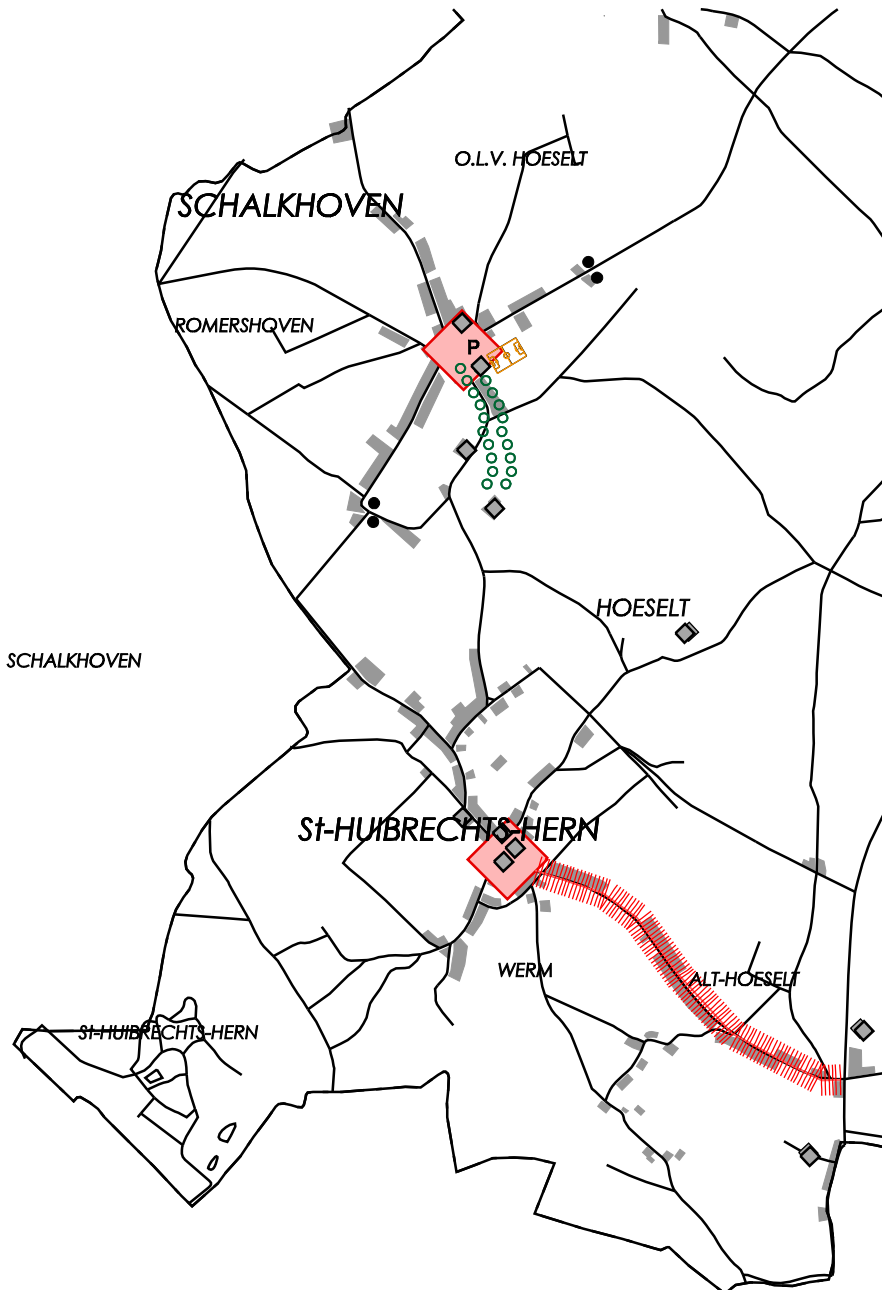 O.L.V. HOESELT
SCHALKHOVEN
ROMERSHOVEN
P
HOESELT
SCHALKHOVEN
St-HUIBRECHTS-HERN
WERM
ALT-HOESELT
St-HUIBRECHTS-HERN